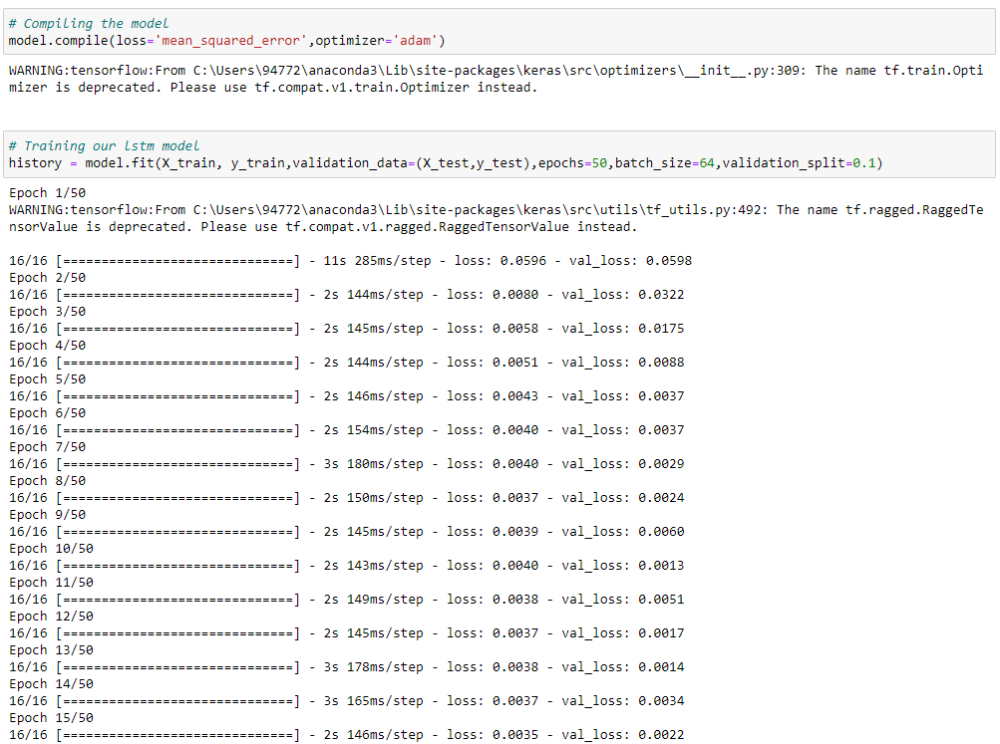 # Compiling the model
model.compile(loss='mean_squared_error',optimizer='adam')
WARNING:tensorflow:From C:\Users\94772\anaconda3\Lib\site-packages\keras\src\optimizers\__init__.py:309: The name tf.train.Opti
mizer is deprecated. Please use tf.compat.v1.train.Optimizer instead.
# Training our lstm model
history = model.fit(X_train, y_train,validation_data=(X_test,y_test),epochs=50,batch_size=64,validation_split=0.1)
Epoch 1/50
WARNING:tensorflow:From C:\Users\94772\anaconda3\Lib\site-packages\keras\src\utils\tf_utils.py:492: The name tf.ragged.RaggedTe
nsorValue is deprecated. Please use tf.compat.v1.ragged.RaggedTensorValue instead.
16/16 [==============================] - 11s 285ms/step - loss: 0.0596 - val_loss: 0.0598
Epoch 2/50
16/16 [==============================] - 2s 144ms/step - loss: 0.0080 - val_loss: 0.0322
Epoch 3/50
16/16 [==============================] - 2s 145ms/step - loss: 0.0058 - val_loss: 0.0175
Epoch 4/50
16/16 [==============================] - 2s 144ms/step - loss: 0.0051 - val_loss: 0.0088
Epoch 5/50
16/16 [==============================] - 2s 146ms/step - loss: 0.0043 - val_loss: 0.0037
Epoch 6/50
16/16 [==============================] - 2s 154ms/step - loss: 0.0040 - val_loss: 0.0037
Epoch 7/50
16/16 [==============================] - 3s 180ms/step - loss: 0.0040 - val_loss: 0.0029
Epoch 8/50
16/16 [==============================] - 2s 150ms/step - loss: 0.0037 - val_loss: 0.0024
Epoch 9/50
16/16 [==============================] - 2s 145ms/step - loss: 0.0039 - val_loss: 0.0060
Epoch 10/50
16/16 [==============================] - 2s 143ms/step - loss: 0.0040 - val_loss: 0.0013
Epoch 11/50
16/16 [==============================] - 2s 149ms/step - loss: 0.0038 - val_loss: 0.0051
Epoch 12/50
16/16 [==============================] - 2s 145ms/step - loss: 0.0037 - val_loss: 0.0017
Epoch 13/50
16/16 [==============================] - 3s 178ms/step - loss: 0.0038 - val_loss: 0.0014
Epoch 14/50
16/16 [==============================] - 3s 165ms/step - loss: 0.0037 - val_loss: 0.0034
Epoch 15/50
16/16 [==============================] - 2s 146ms/step - loss: 0.0035 - val_loss: 0.0022